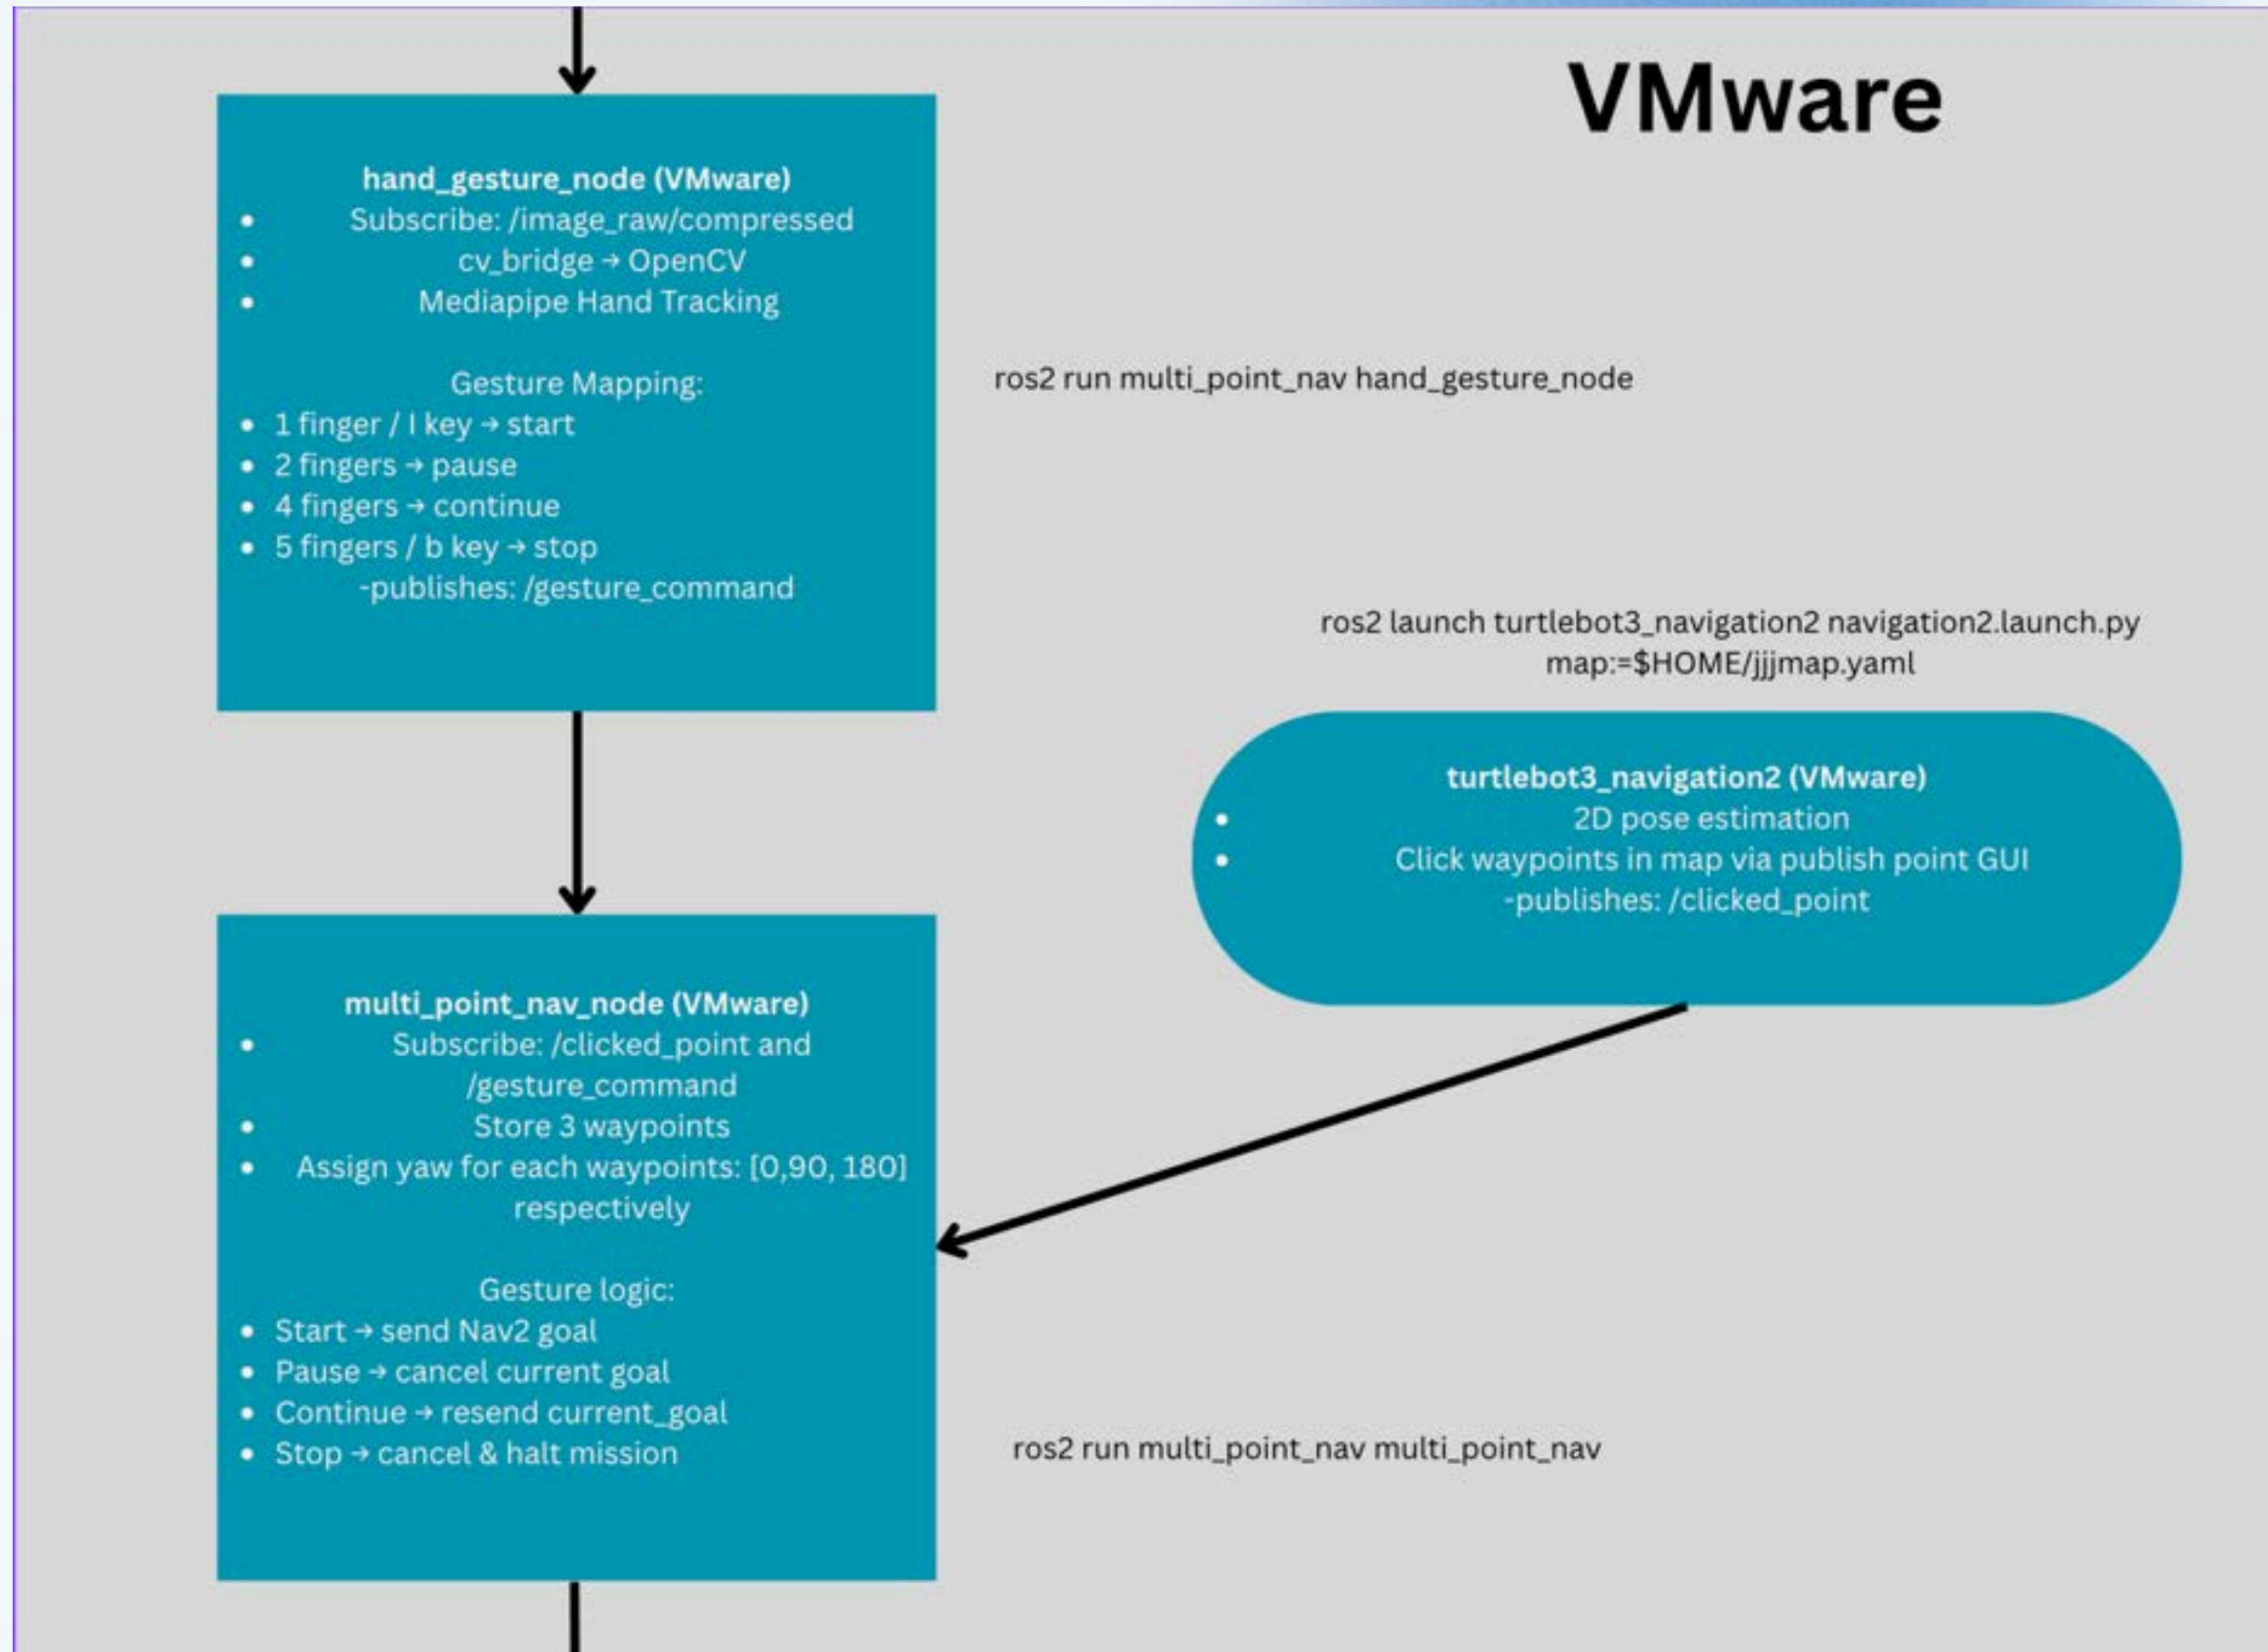 VMware
hand_gesture_node (VMware)
• Subscribe: /image_raw/compressed
• cv_bridge → OpenCV
• Mediapipe Hand Tracking
Gesture Mapping:
• 1 finger / l key → start
• 2 fingers → pause
• 4 fingers → continue
• 5 fingers / b key → stop
-publishes: /gesture_command
ros2 run multi_point_nav hand_gesture_node
ros2 launch turtlebot3_navigation2 navigation2.launch.py
map:=$HOME/jjjmap.yaml
turtlebot3_navigation2 (VMware)
• 2D pose estimation
• Click waypoints in map via publish point GUI
-publishes: /clicked_point
multi_point_nav_node (VMware)
• Subscribe: /clicked_point and
/gesture_command
• Store 3 waypoints
• Assign yaw for each waypoints: [0,90, 180]
respectively
Gesture logic:
• Start → send Nav2 goal
• Pause → cancel current goal
• Continue → resend current_goal
• Stop → cancel & halt mission
ros2 run multi_point_nav multi_point_nav